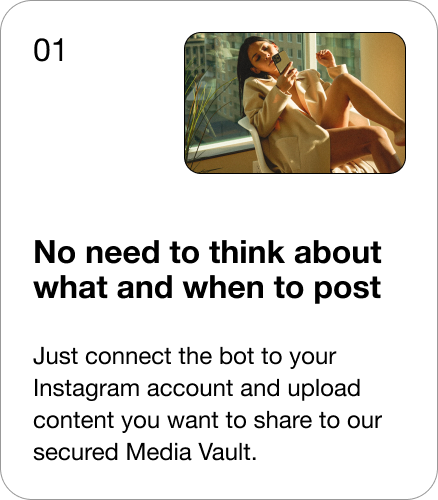 01
No need to think about
what and when to post
Just connect the bot to your
Instagram account and upload
content you want to share to our
secured Media Vault.